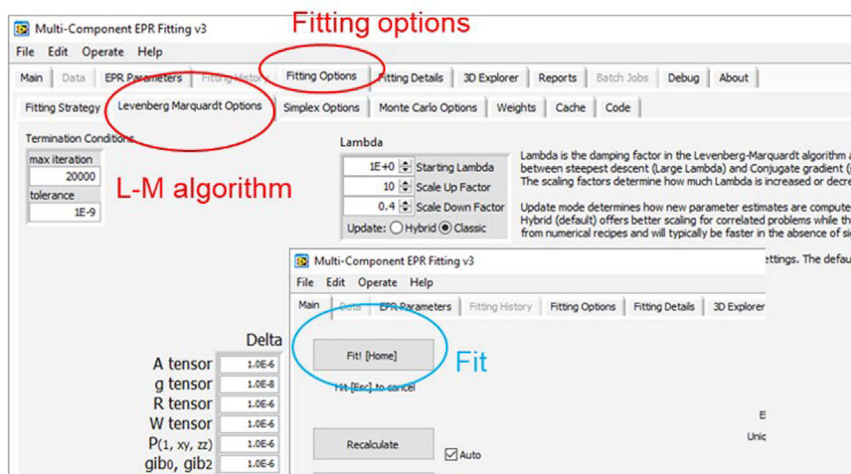 Fitting options
Multi-Component EPR Fitting v3
File Edit Operate Help
Main Data EPR Parameters Fitting History Fitting Options Fitting Details 3D Explorer Reports Batch Jobs Debug About
Fitting Strategy Levenberg Marquardt Options Simplex Options Monte Carlo Options Weights Cache Code
Termination Conditions
max iteration
20000
tolerance
1E-9
L-M algorithm
Lambda
1E+0 Starting Lambda
10 Scale Up Factor
0.4 Scale Down Factor
Update: Hybrid Classic
Lambda is the damping factor in the Levenberg-Marquardt algorithm a
between steepest descent (Large Lambda) and Conjugate gradient (s
The scaling factors determine how much Lambda is increased or decre
Update mode determines how new parameter estimates are compute
Hybrid (default) offers better scaling for correlated problems while th
from numerical recipes and will typically be faster in the absence of sig
ettings. The defaul
Multi-Component EPR Fitting v3
File Edit Operate Help
Main Data EPR Parameters Fitting History Fitting Options Fitting Details 3D Explorer
Fit! [Home]
Fit
Hit [Esc] to cancel
Recalculate
Auto
El
Uniq
Delta
A tensor 1.0E-6
g tensor 1.0E-8
R tensor 1.0E-6
W tensor 1.0E-6
P(1, xy, zz) 1.0E-6
gib0, gib2 1.0E-6